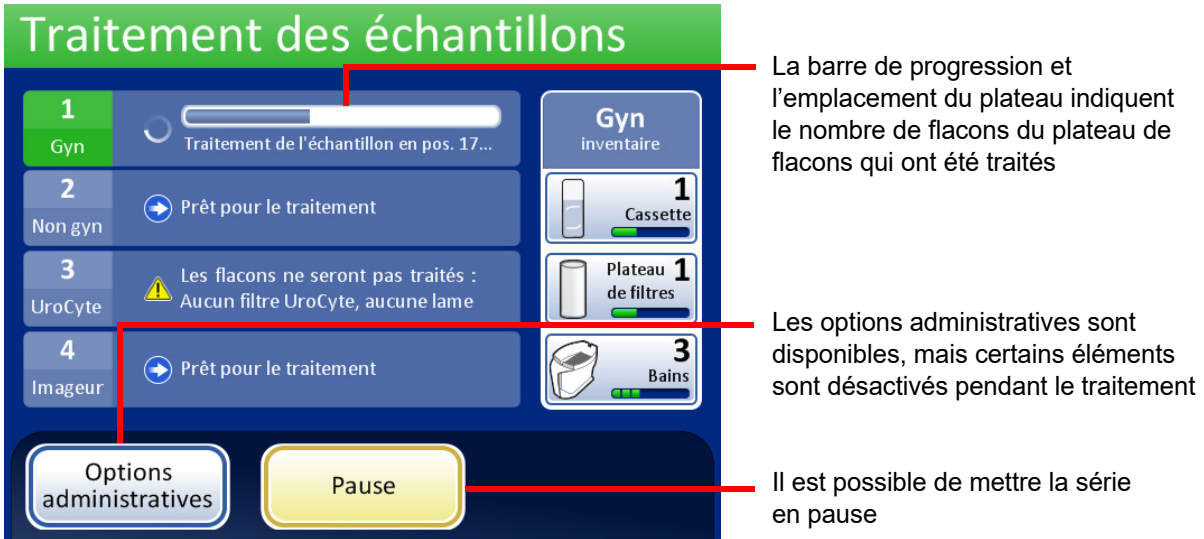 Traitement des échantillons
1
Gyn
Traitement de l'échantillon en pos. 17...
2
Non gyn
Prêt pour le traitement
3
UroCyte
Les flacons ne seront pas traités :
Aucun filtre UroCyte, aucune lame
4
Imageur
Prêt pour le traitement
Gyn
inventaire
1
Cassette
Plateau 1
de filtres
3
Bains
Options
administratives
Pause
La barre de progression et
l’emplacement du plateau indiquent
le nombre de flacons du plateau de
flacons qui ont été traités
Les options administratives sont
disponibles, mais certains éléments
sont désactivés pendant le traitement
Il est possible de mettre la série
en pause